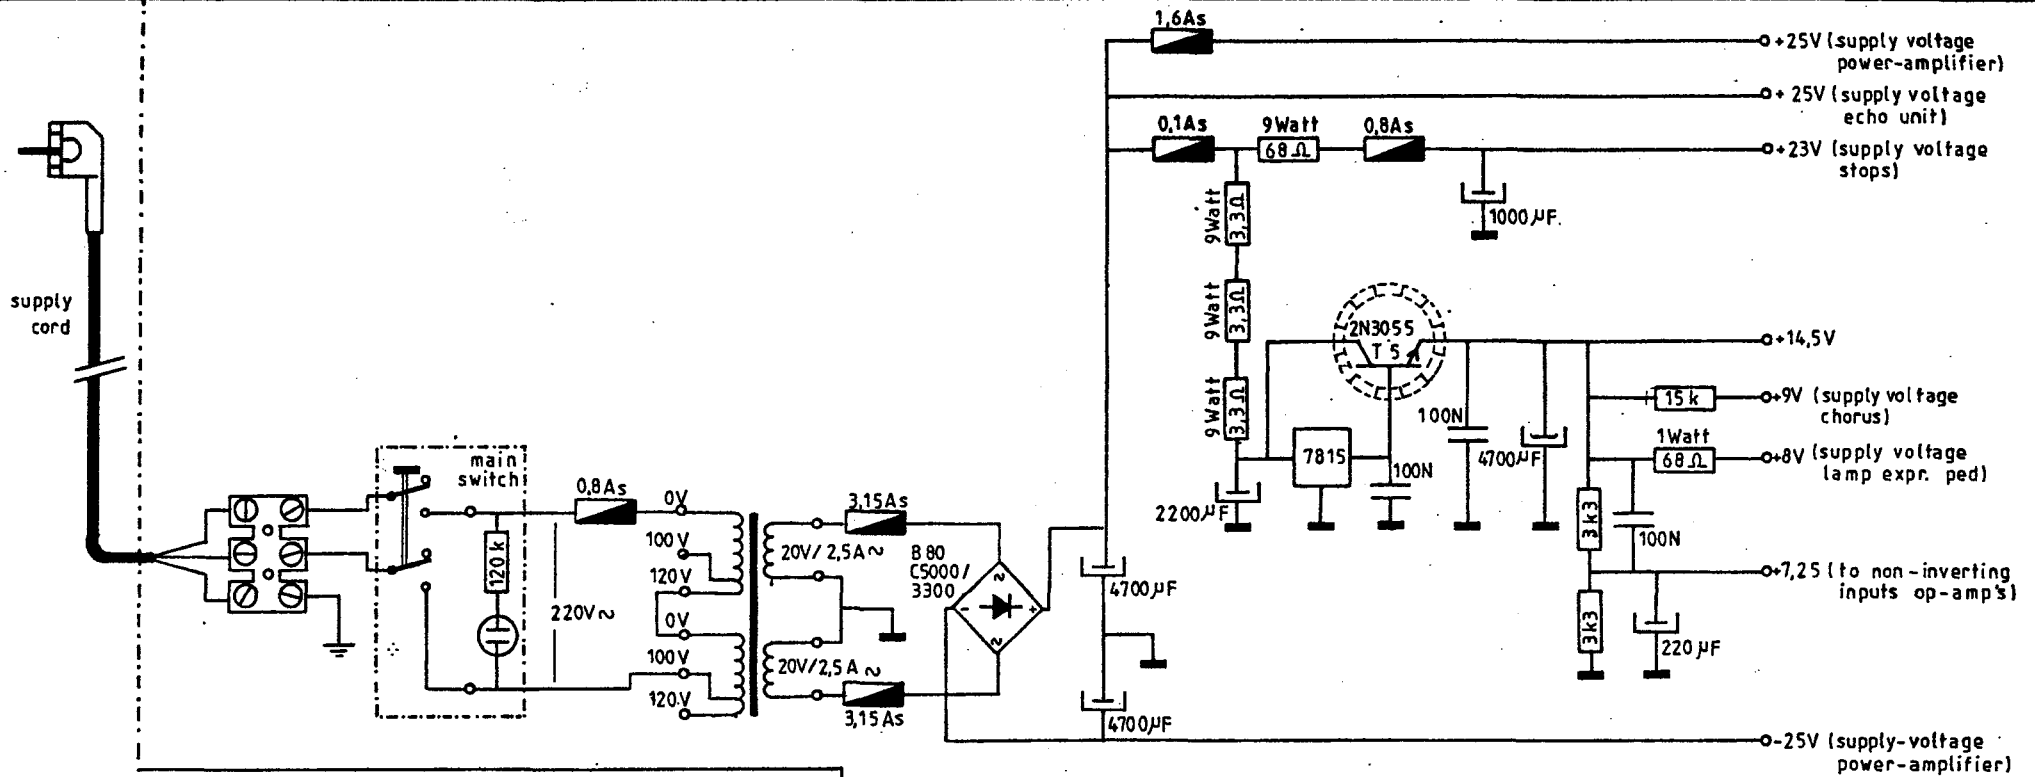 1,6As
+25V (supply voltage
power-amplifier)
+ 25V (supply voltage
echo unit)
0,1As
9Watt
68Ω
0,8As
+23V (supply voltage
stops)
1000µF.
9Watt
3,3Ω
9Watt
3,3Ω
9Watt
3,3Ω
supply
cord
2N3055
T 5
+14,5V
100N
4700µF
15k
+9V (supply voltage
chorus)
1Watt
68Ω
+8V (supply voltage
lamp expr. ped)
7815
100N
2200µF
3k3
100N
+7,25 (to non-inverting
inputs op-amp's)
3k3
220µF
main
switch
120k
220V~
0,8As
0V
100V
120V
0V
100V
120V
20V/2,5A~
20V/2,5A~
3,15As
3,15As
B 80
C5000/
3300
~
-
+
~
4700µF
4700µF
-25V (supply-voltage
power-amplifier)